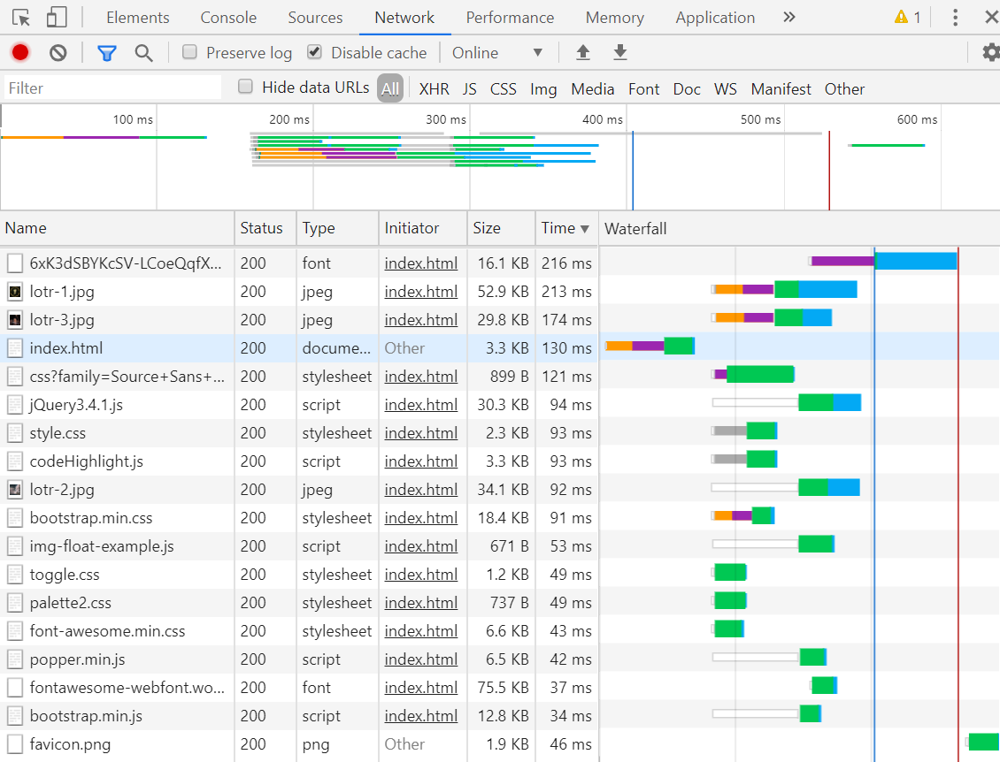 Elements Console Sources Network Performance Memory Application » 1
Preserve log Disable cache Online ▼
Filter Hide data URLs All XHR JS CSS Img Media Font Doc WS Manifest Other
100 ms 200 ms 300 ms 400 ms 500 ms 600 ms
Name Status Type Initiator Size Time ▼ Waterfall
6xK3dSBYKcSV-LCoeQqfX... 200 font index.html 16.1 KB 216 ms
lotr-1.jpg 200 jpeg index.html 52.9 KB 213 ms
lotr-3.jpg 200 jpeg index.html 29.8 KB 174 ms
index.html 200 docume... Other 3.3 KB 130 ms
css?family=Source+Sans+... 200 stylesheet index.html 899 B 121 ms
jQuery3.4.1.js 200 script index.html 30.3 KB 94 ms
style.css 200 stylesheet index.html 2.3 KB 93 ms
codeHighlight.js 200 script index.html 3.3 KB 93 ms
lotr-2.jpg 200 jpeg index.html 34.1 KB 92 ms
bootstrap.min.css 200 stylesheet index.html 18.4 KB 91 ms
img-float-example.js 200 script index.html 671 B 53 ms
toggle.css 200 stylesheet index.html 1.2 KB 49 ms
palette2.css 200 stylesheet index.html 737 B 49 ms
font-awesome.min.css 200 stylesheet index.html 6.6 KB 43 ms
popper.min.js 200 script index.html 6.5 KB 42 ms
fontawesome-webfont.wo... 200 font index.html 75.5 KB 37 ms
bootstrap.min.js 200 script index.html 12.8 KB 34 ms
favicon.png 200 png Other 1.9 KB 46 ms